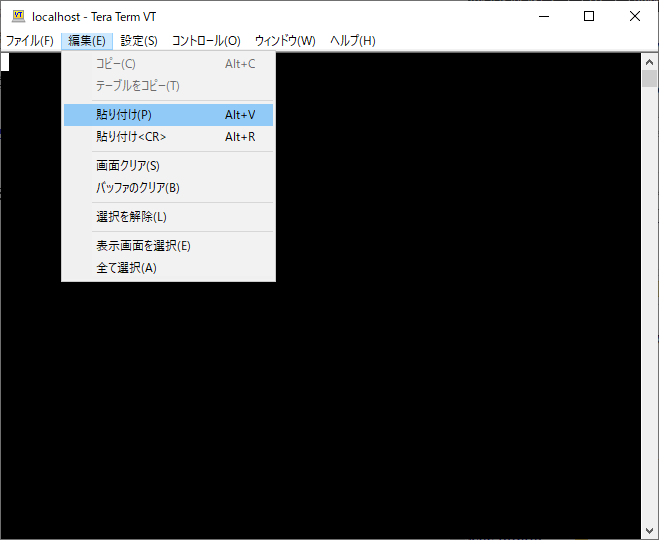 VT localhost - Tera Term VT
ファイル(F) 編集(E) 設定(S) コントロール(O) ウィンドウ(W) ヘルプ(H)
コピー(C) Alt+C
テーブルをコピー(T)
貼り付け(P) Alt+V
貼り付け<CR> Alt+R
画面クリア(S)
バッファのクリア(B)
選択を解除(L)
表示画面を選択(E)
全て選択(A)